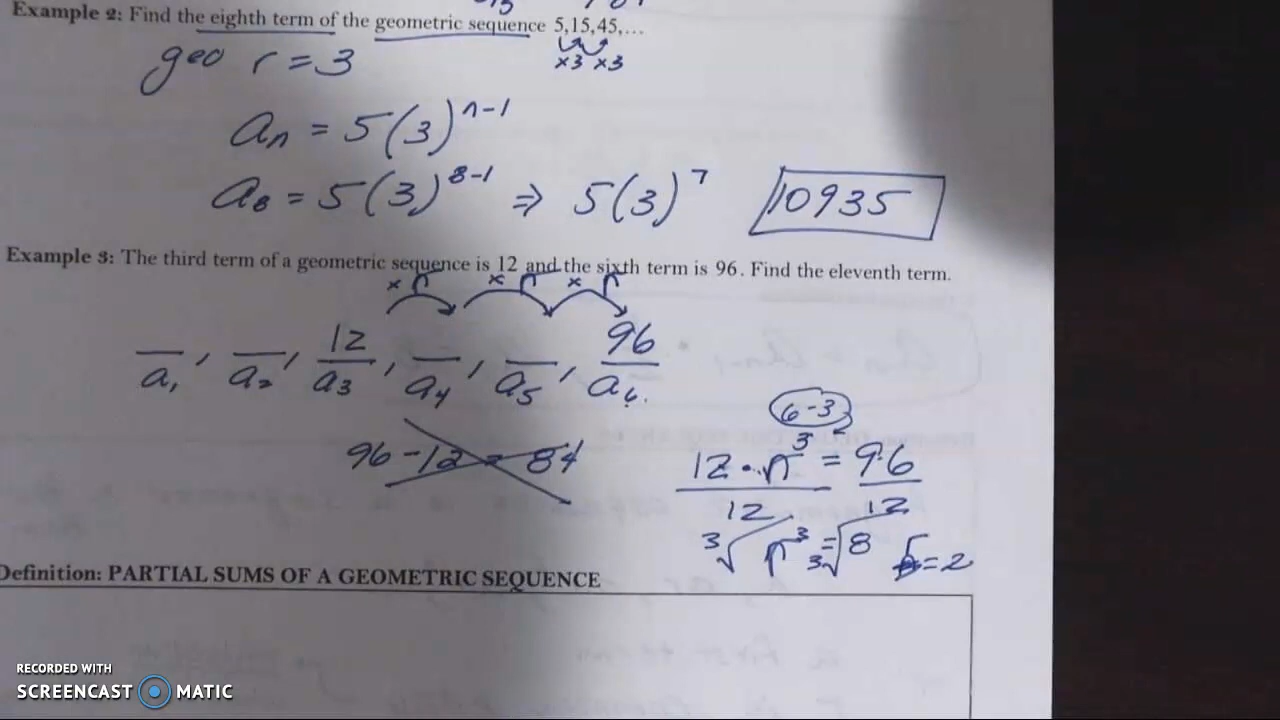 Example 2: Find the eighth term of the geometric sequence 5,15,45,...
×3 ×3
geo r = 3
aₙ = 5(3)ⁿ⁻¹
a₈ = 5(3)⁸⁻¹ ⇒ 5(3)⁷ 10935
Example 3: The third term of a geometric sequence is 12 and the sixth term is 96. Find the eleventh term.
× r × r × r
12 96
a₁, a₂, a₃, a₄, a₅, a₆
6-3
96 - 12 = 84
12 · r³ = 96
12 12
³√r³ = ³√8 r = 2
Definition: PARTIAL SUMS OF A GEOMETRIC SEQUENCE
RECORDED WITH
SCREENCAST MATIC